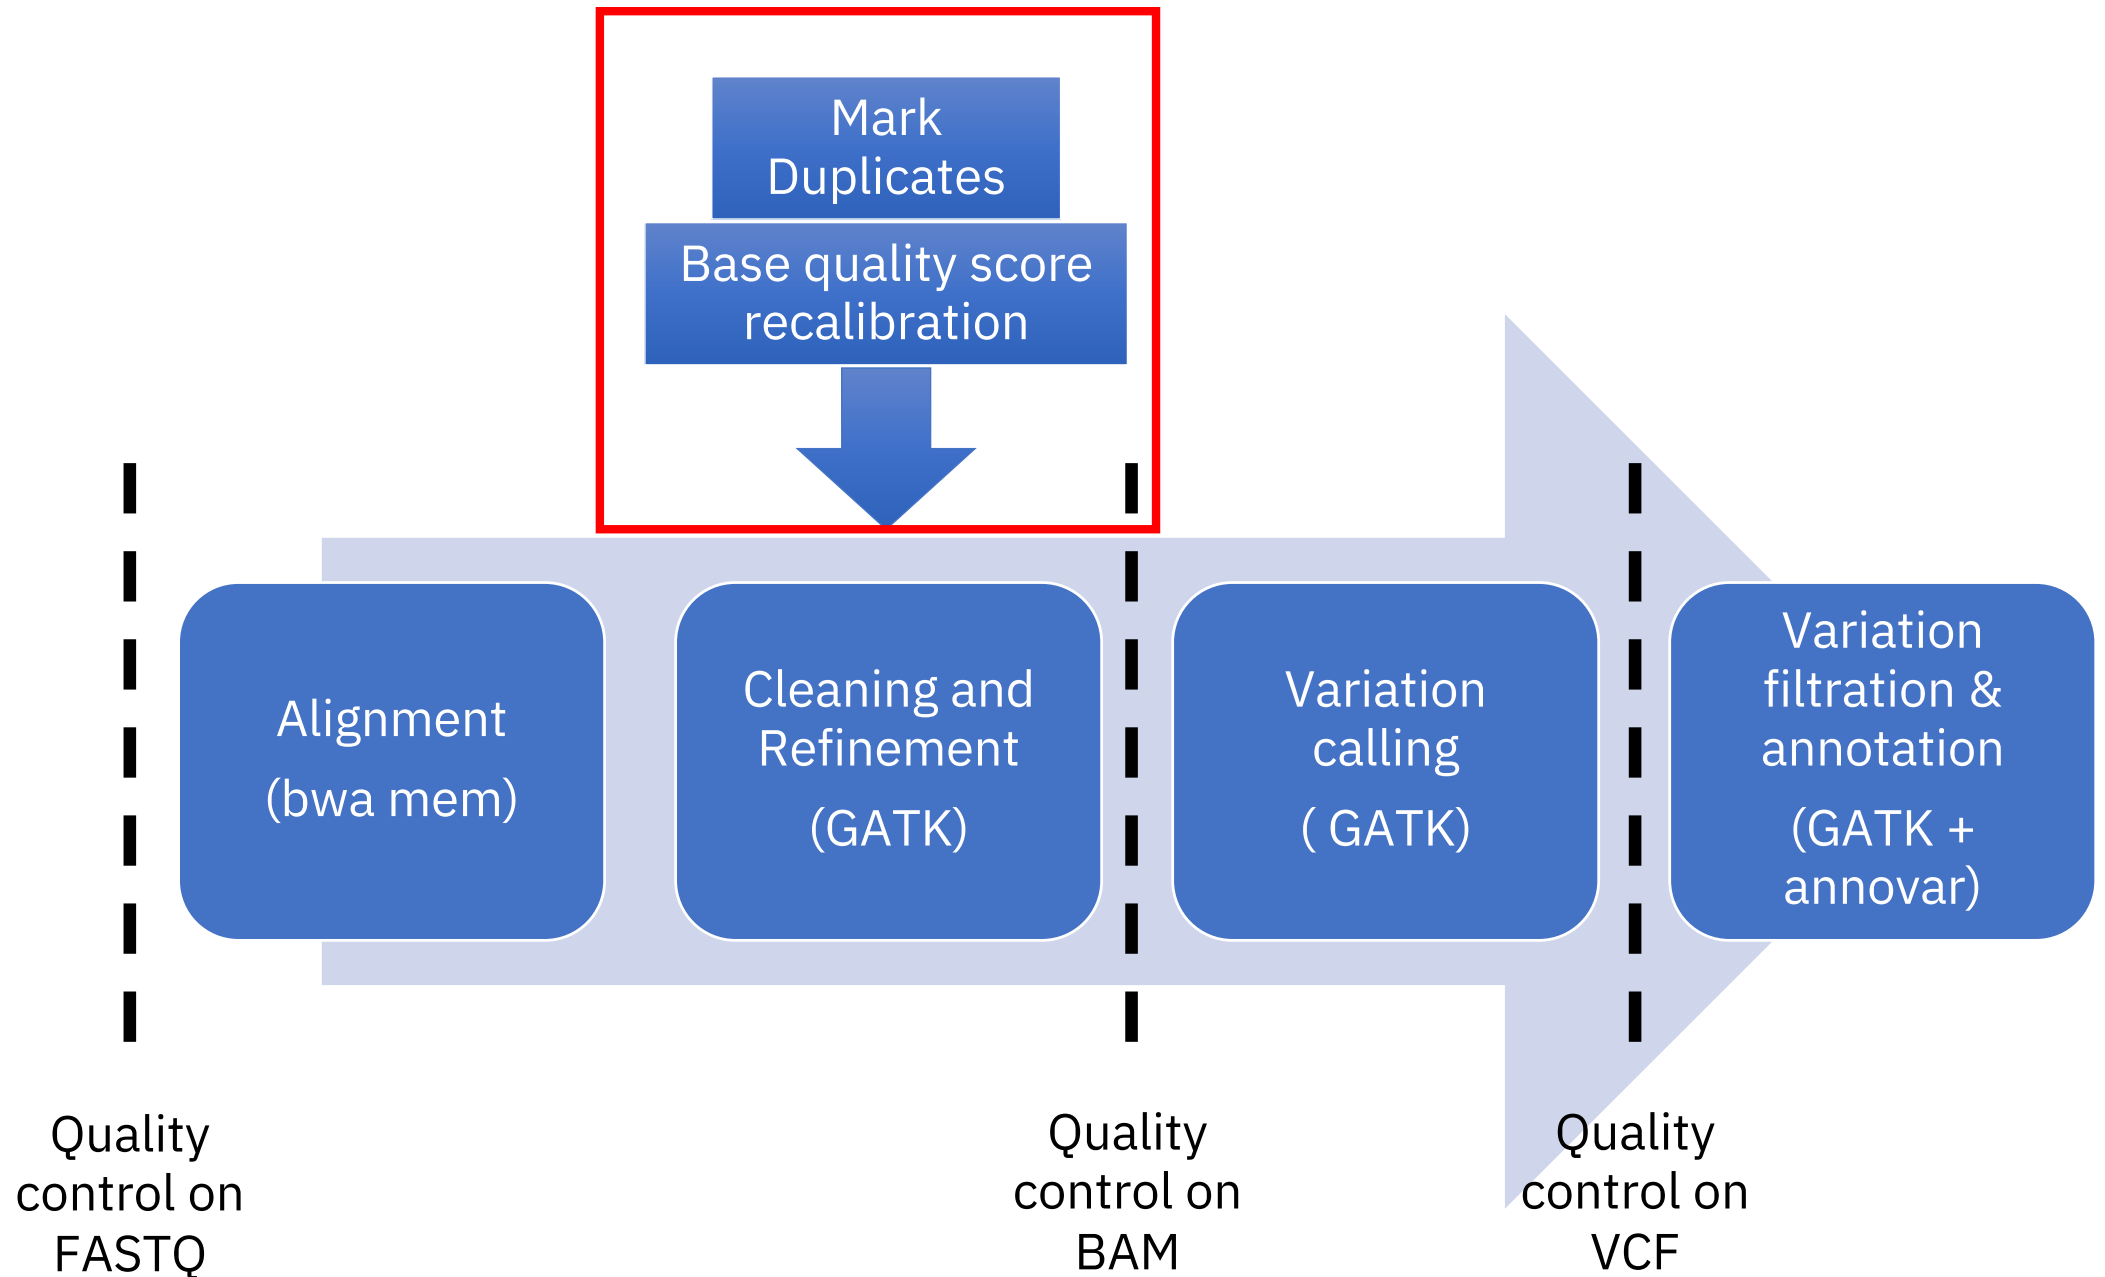 Mark
Duplicates
Base quality score
recalibration
Alignment
(bwa mem)
Cleaning and
Refinement
(GATK)
Variation
calling
( GATK)
Variation
filtration &
annotation
(GATK +
annovar)
Quality
control on
FASTQ
Quality
control on
BAM
Quality
control on
VCF